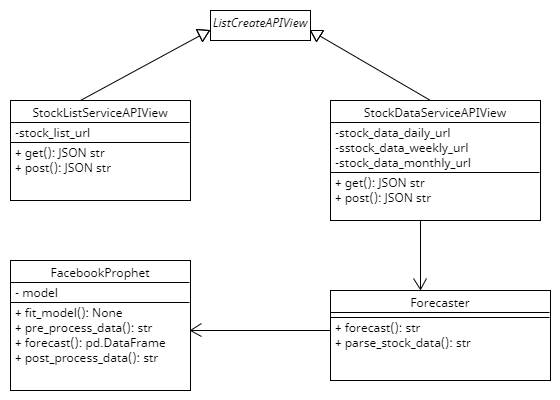 ListCreateAPIView
StockListServiceAPIView
-stock_list_url
+ get(): JSON str
+ post(): JSON str
StockDataServiceAPIView
-stock_data_daily_url
-sstock_data_weekly_url
-stock_data_monthly_url
+ get(): JSON str
+ post(): JSON str
FacebookProphet
- model
+ fit_model(): None
+ pre_process_data(): str
+ forecast(): pd.DataFrame
+ post_process_data(): str
Forecaster
+ forecast(): str
+ parse_stock_data(): str